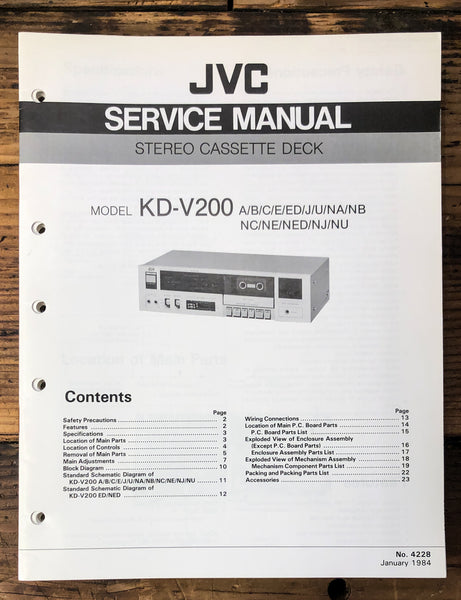 JVC
SERVICE MANUAL
STEREO CASSETTE DECK
MODEL KD-V200 A/B/C/E/ED/J/U/NA/NB
NC/NE/NED/NJ/NU
Contents
Page
Safety Precautions 2
Features 2
Specifications 3
Location of Main Parts 3
Location of Controls 4
Removal of Main Parts 5
Main Adjustments 7
Block Diagram 10
Standard Schematic Diagram of
KD-V200 A/B/C/E/J/U/NA/NB/NC/NE/NJ/NU 11
Standard Schematic Diagram of
KD-V200 ED/NED 12
Page
Wiring Connections 13
Location of Main P.C. Board Parts 14
P.C. Board Parts List 15
Exploded View of Enclosure Assembly
(Except P.C. Board Parts) 16
Enclosure Assembly Parts List 17
Exploded View of Mechanism Assembly 18
Mechanism Component Parts List 19
Packing and Packing Parts List 22
Accessories 23
No. 4228
January 1984